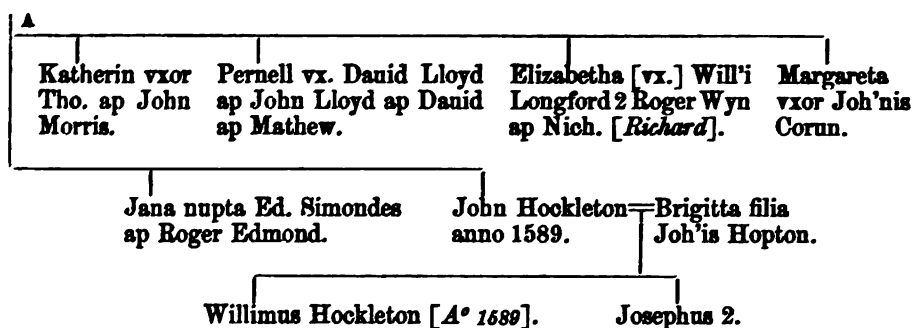 A
Katherin vxor
Tho. ap John
Morris.
Pernell vx. Dauid Lloyd
ap John Lloyd ap Dauid
ap Mathew.
Elizabetha [vx.] Will'i
Longford 2 Roger Wyn
ap Nich. [Richard].
Margareta
vxor Joh'nis
Corun.
Jana nupta Ed. Simondes
ap Roger Edmond.
John Hockleton
anno 1589.
Brigitta filia
Joh'is Hopton.
Willimus Hockleton [Aº 1589].
Josephus 2.